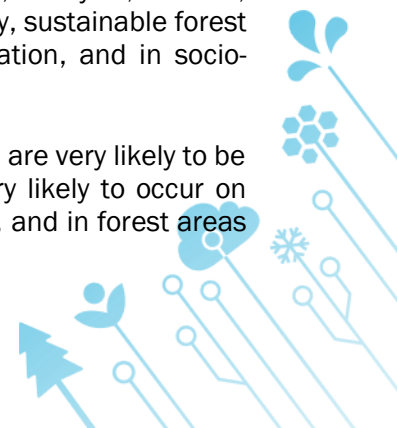 y, sustainable forest
ation, and in socio-
are very likely to be
ry likely to occur on
, and in forest areas